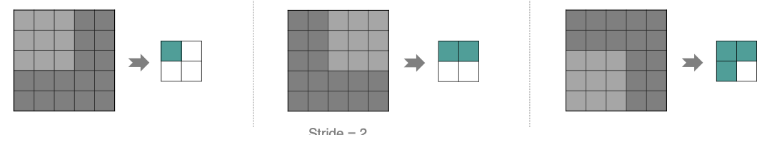 Stride = 2